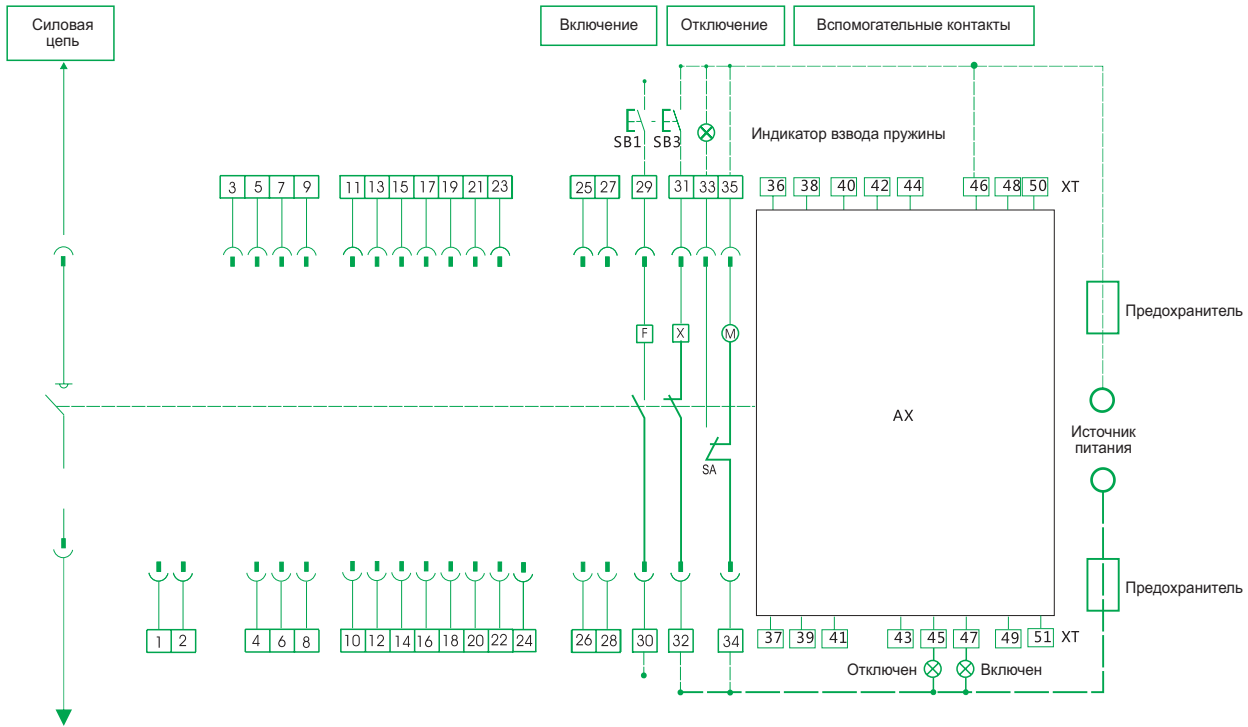 Силовая
цепь
Включение
Отключение
Вспомогательные контакты
SB1
SB3
Индикатор взвода пружины
3 5 7 9 11 13 15 17 19 21 23 25 27 29 31 33 35 36 38 40 42 44 46 48 50 XT
Предохранитель
F X M
AX
Источник
питания
SA
Предохранитель
1 2 4 6 8 10 12 14 16 18 20 22 24 26 28 30 32 34 37 39 41 43 45 47 49 51 XT
Отключен
Включен